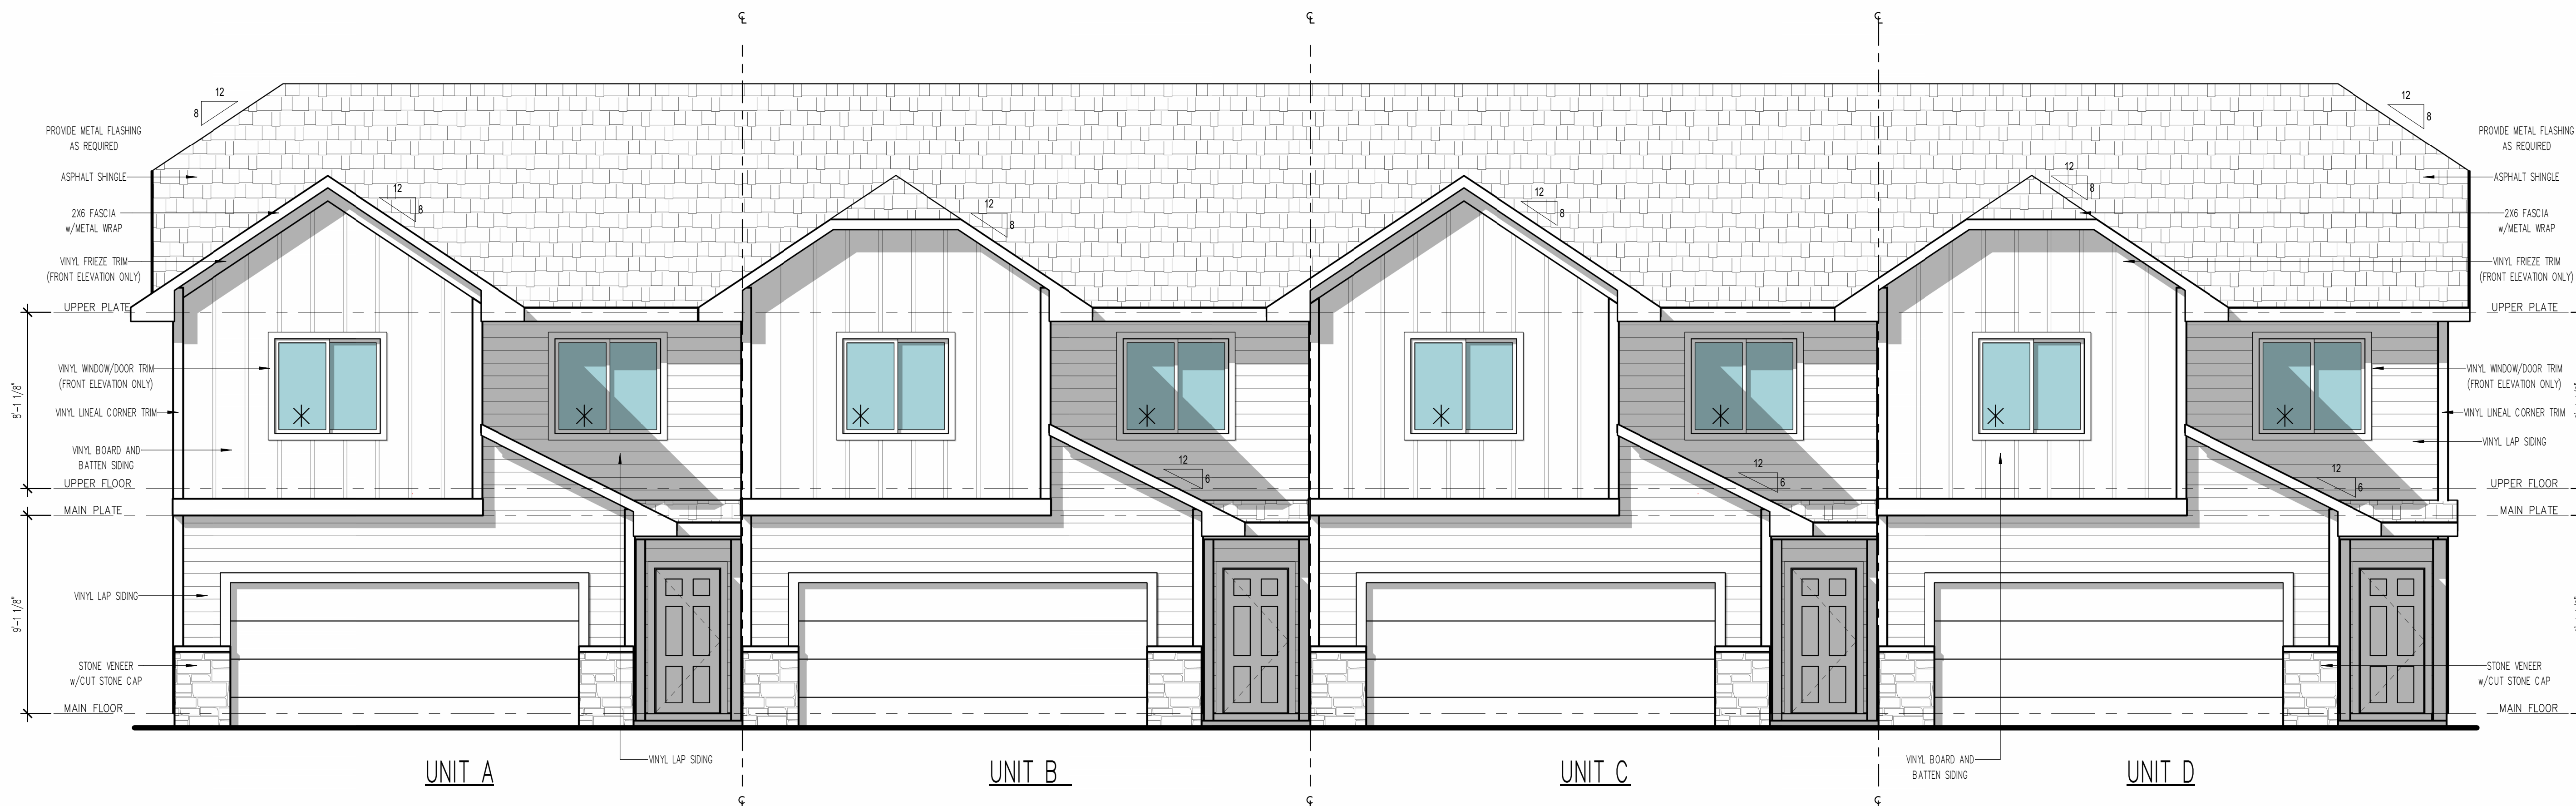 ℄ ℄ ℄
12
8
PROVIDE METAL FLASHING
AS REQUIRED
ASPHALT SHINGLE
12
8
2X6 FASCIA
w/METAL WRAP
VINYL FRIEZE TRIM
(FRONT ELEVATION ONLY)
UPPER PLATE
8'-1 1/8"
VINYL WINDOW/DOOR TRIM
(FRONT ELEVATION ONLY)
VINYL LINEAL CORNER TRIM
VINYL BOARD AND
BATTEN SIDING
UPPER FLOOR
MAIN PLATE
9'-1 1/8"
VINYL LAP SIDING
STONE VENEER
w/CUT STONE CAP
MAIN FLOOR
12
8
12
6
12
8
12
6
12
8
12
6
12
8
PROVIDE METAL FLASHING
AS REQUIRED
ASPHALT SHINGLE
2X6 FASCIA
w/METAL WRAP
VINYL FRIEZE TRIM
(FRONT ELEVATION ONLY)
UPPER PLATE
VINYL WINDOW/DOOR TRIM
(FRONT ELEVATION ONLY)
VINYL LINEAL CORNER TRIM
VINYL LAP SIDING
UPPER FLOOR
MAIN PLATE
STONE VENEER
w/CUT STONE CAP
MAIN FLOOR
VINYL LAP SIDING
VINYL BOARD AND
BATTEN SIDING
UNIT A
UNIT B
UNIT C
UNIT D
℄ ℄ ℄